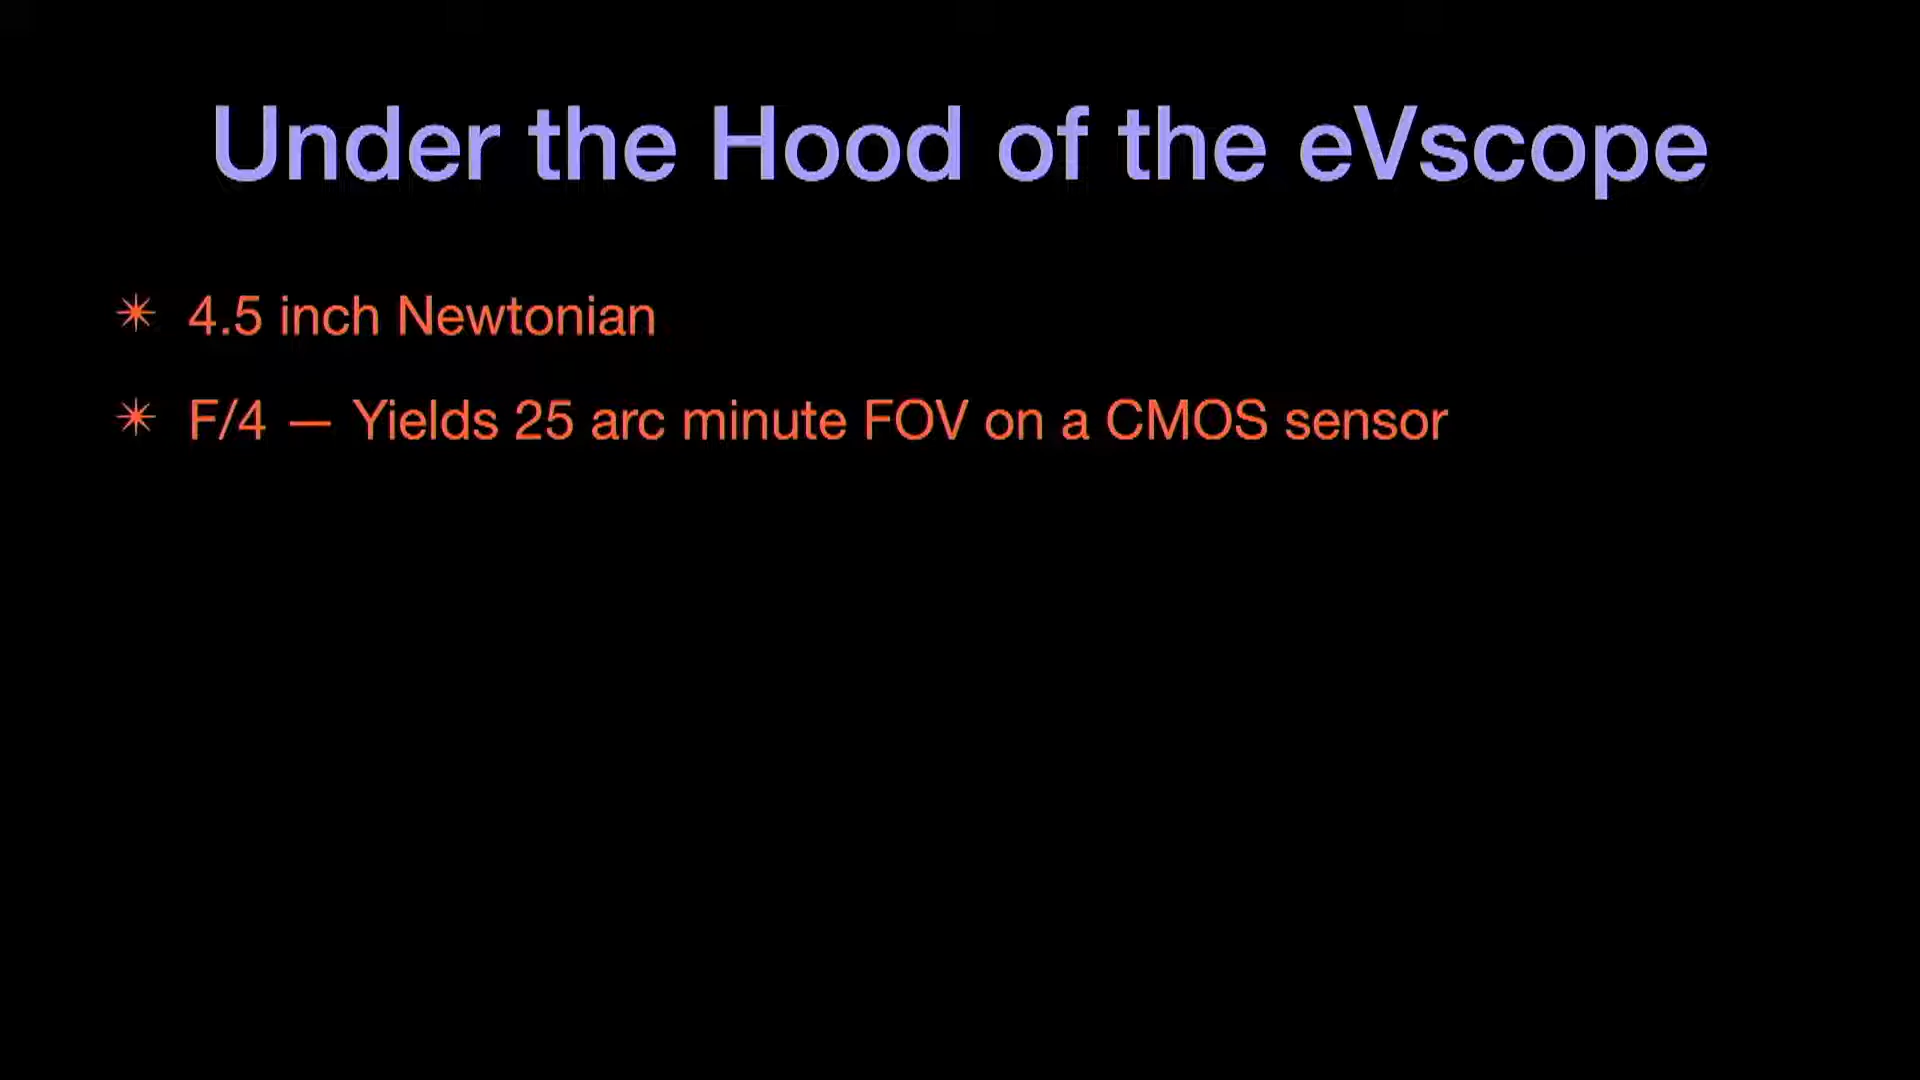 Under the Hood of the eVscope
✴ 4.5 inch Newtonian
✴ F/4 — Yields 25 arc minute FOV on a CMOS sensor